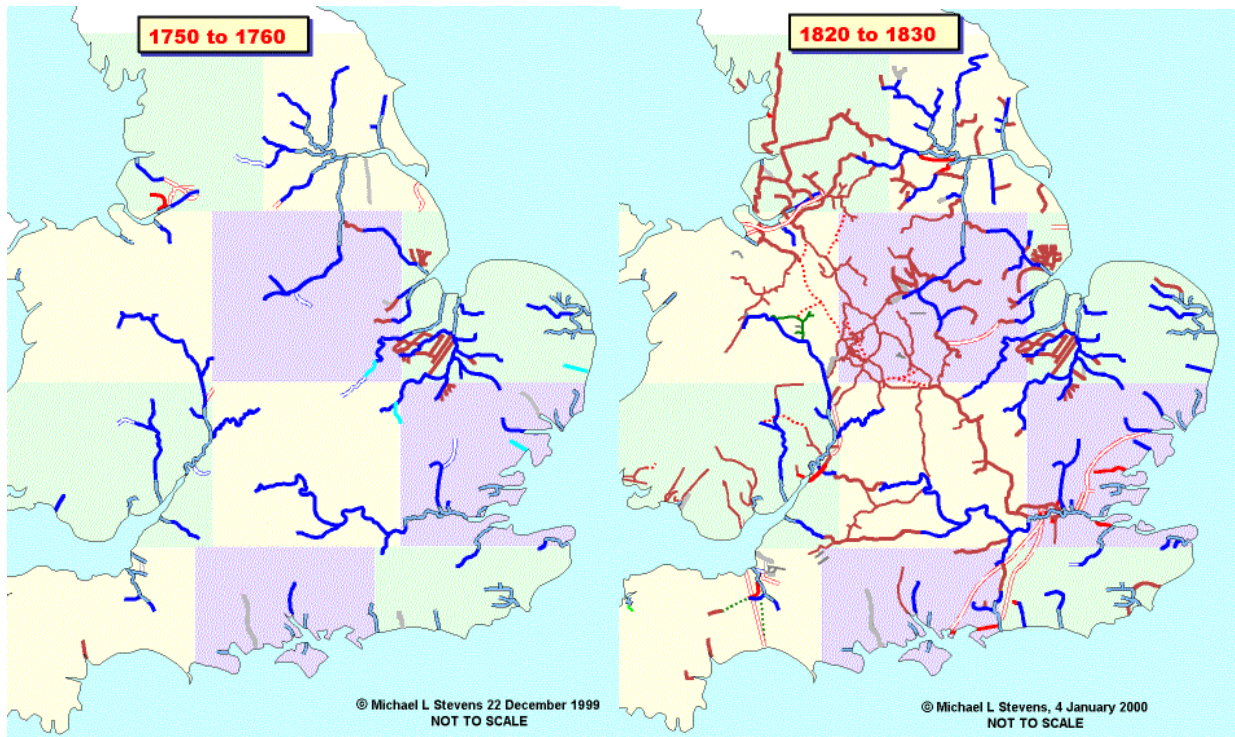 1750 to 1760
© Michael L Stevens 22 December 1999
NOT TO SCALE
1820 to 1830
© Michael L Stevens, 4 January 2000
NOT TO SCALE